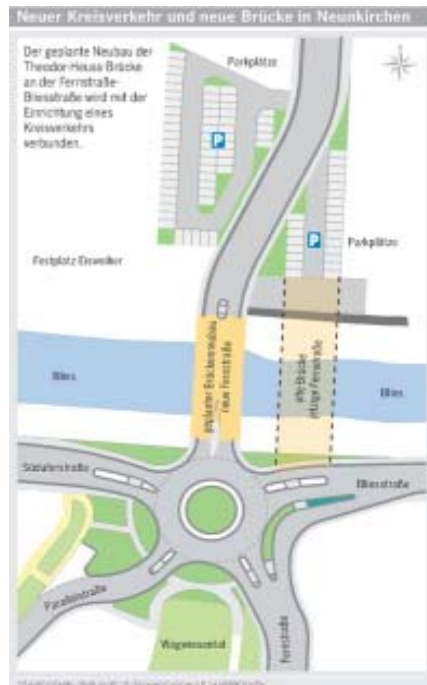 Neuer Kreisverkehr und neue Brücke in Neunkirchen
Der geplante Neubau der
Theodor-Heuss-Brücke
an der Fernstraße-
Bliesstraße wird mit der
Einrichtung eines
Kreisverkehrs
verbunden.
Parkplätze
P
P
Parkplätze
Festplatz Eisweiher
geplanter Brückenneubau
neue Fernstraße
alte Brücke
jetzige Fernstraße
Blies
Blies
Süduferstraße
Bliesstraße
Parallelstraße
Wagwiesental
Fernstraße